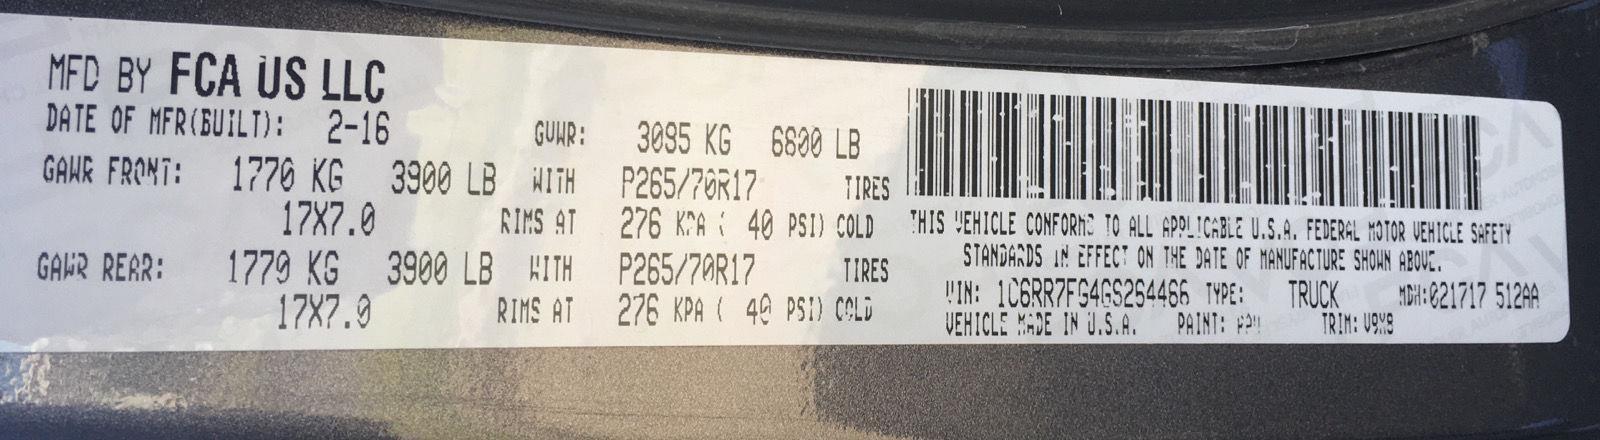 MFD BY FCA US LLC
DATE OF MFR(BUILT): 2-16 GVWR: 3085 KG 6800 LB
GAWR FRONT: 1770 KG 3900 LB WITH P265/70R17 TIRES
17X7.0 RIMS AT 276 KPA ( 40 PSI) COLD
GAWR REAR: 1770 KG 3900 LB WITH P265/70R17 TIRES
17X7.0 RIMS AT 276 KPA ( 40 PSI) COLD
THIS VEHICLE CONFORMS TO ALL APPLICABLE U.S.A. FEDERAL MOTOR VEHICLE SAFETY
STANDARDS IN EFFECT ON THE DATE OF MANUFACTURE SHOWN ABOVE.
VIN: 1C6RR7FG4GS264466 TYPE: TRUCK MDH:021717 512AA
VEHICLE MADE IN U.S.A. PAINT: TRIM: V9X8